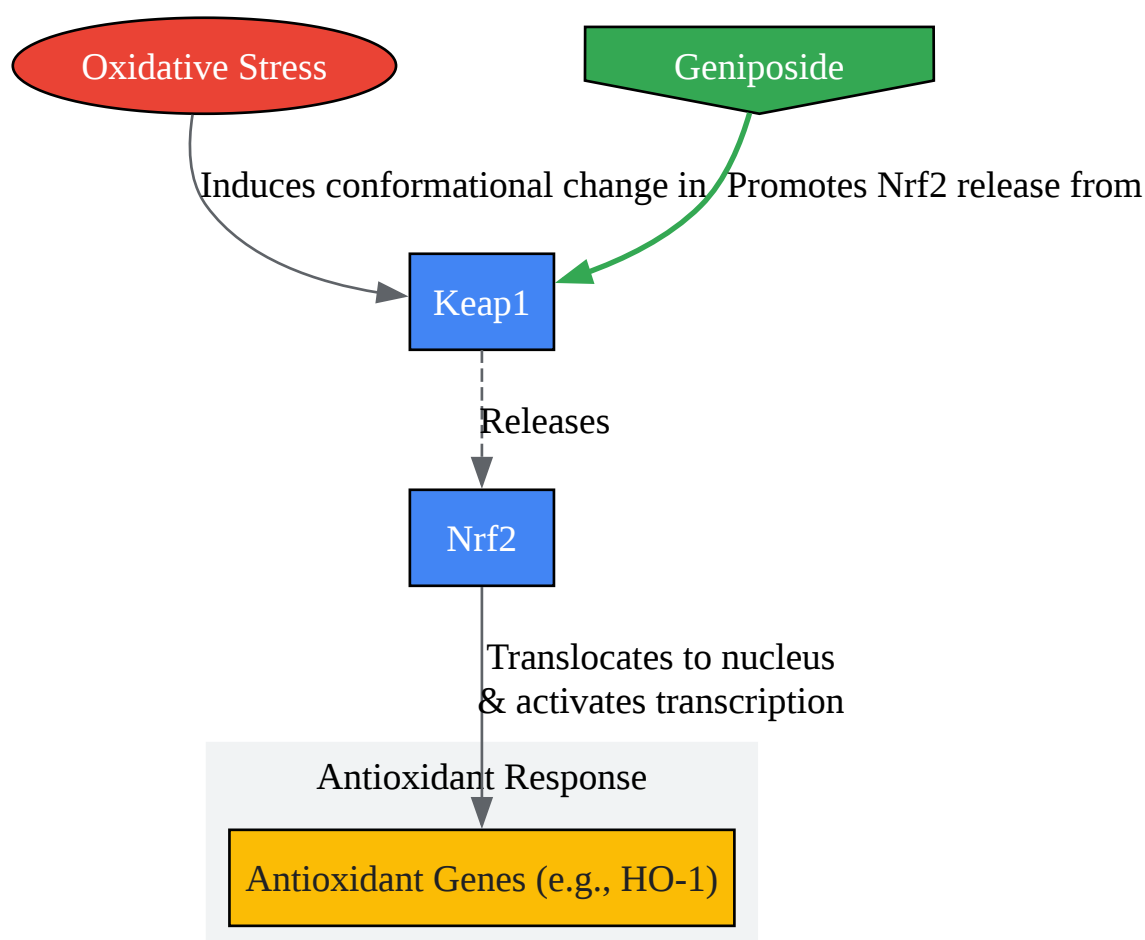 Oxidative Stress
Geniposide
Induces conformational change in
Promotes Nrf2 release from
Keap1
Releases
Nrf2
Translocates to nucleus
& activates transcription
Antioxidant Response
Antioxidant Genes (e.g., HO-1)